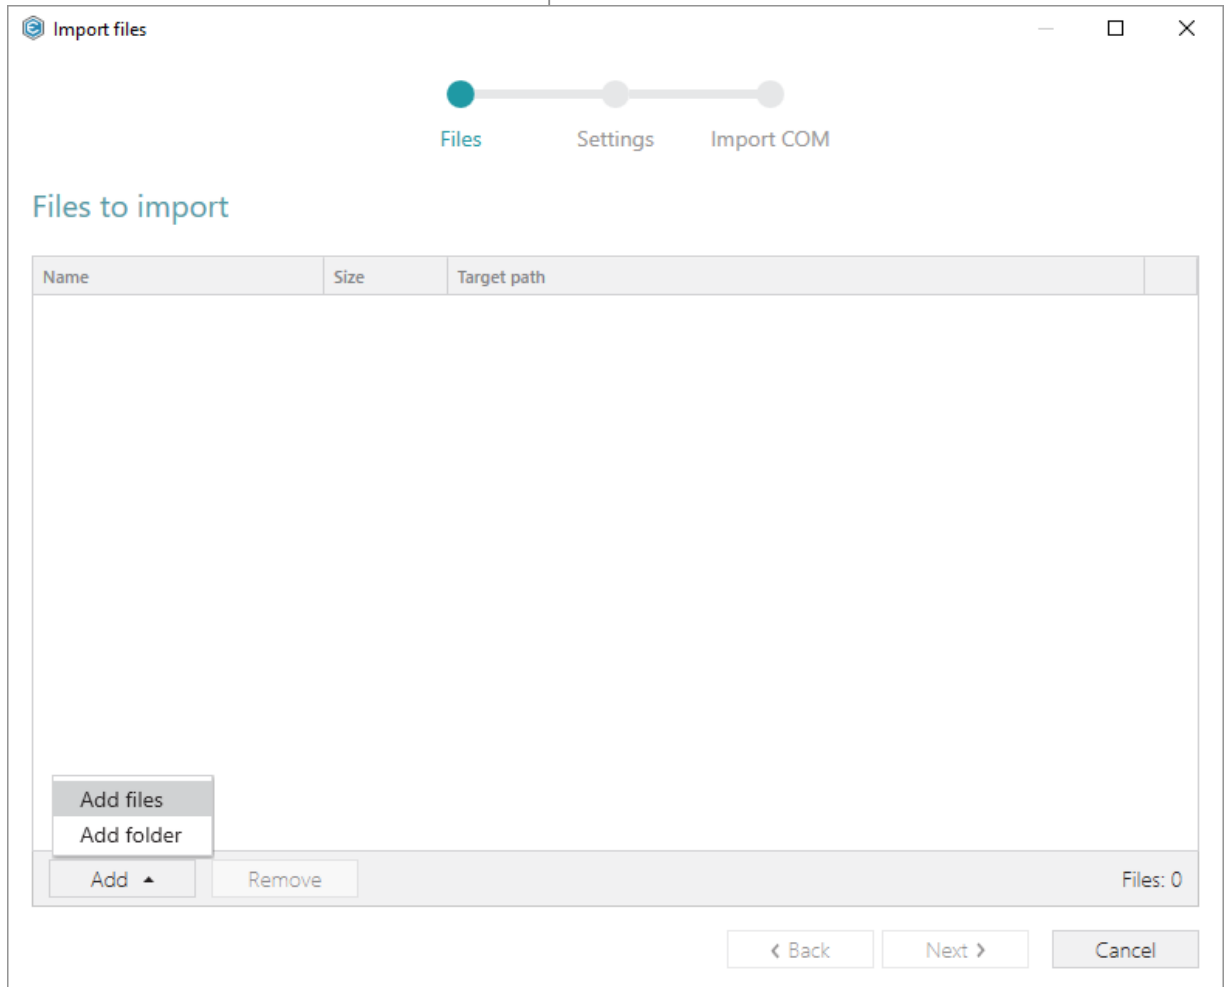 Import files
Files Settings Import COM
Files to import
Name Size Target path
Add files
Add folder
Add Remove Files: 0
Back Next Cancel